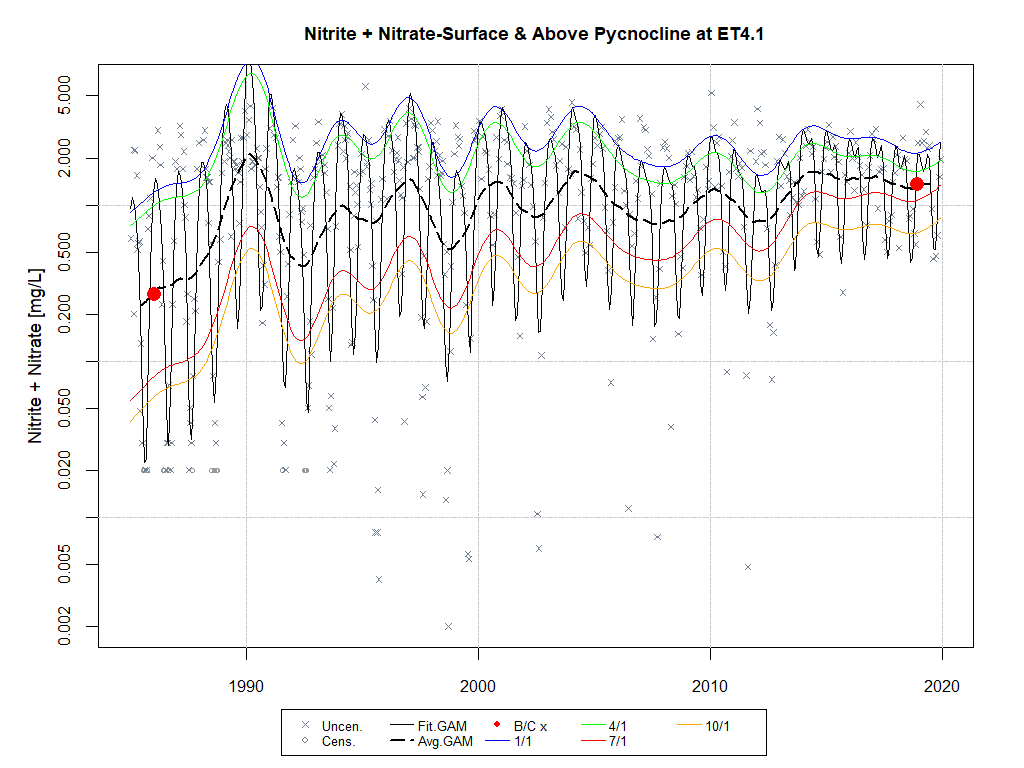 Nitrite + Nitrate-Surface & Above Pycnocline at ET4.1
Nitrite + Nitrate [mg/L]
5.000
2.000
0.500
0.200
0.050
0.020
0.005
0.002
1990 2000 2010 2020
Uncen. Fit.GAM B/C x 4/1 10/1
Cens. Avg.GAM 1/1 7/1